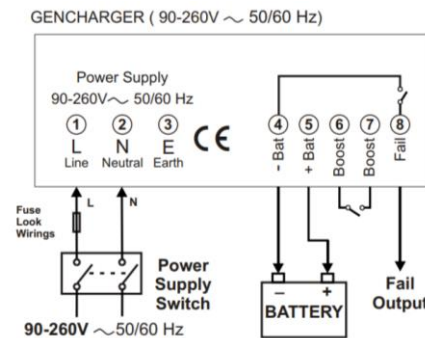 GENCHARGER ( 90-260V ~ 50/60 Hz)
Power Supply
90-260V~ 50/60 Hz
1 2 3 4 5 6 7 8
L N E CE
Line Neutral Earth
- Bat
+ Bat
Boost
Boost
Fail
Fuse
Look
Wirings
L N
Power
Supply
Switch
90-260V ~50/60 Hz
– +
BATTERY
Fail
Output